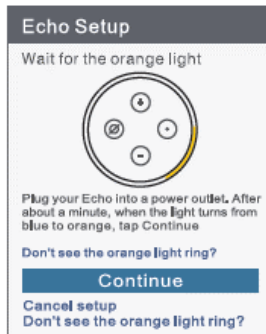 Echo Setup
Wait for the orange light
Plug your Echo into a power outlet. After
about a minute, when the light turns from
blue to orange, tap Continue
Don't see the orange light ring?
Continue
Cancel setup
Don't see the orange light ring?